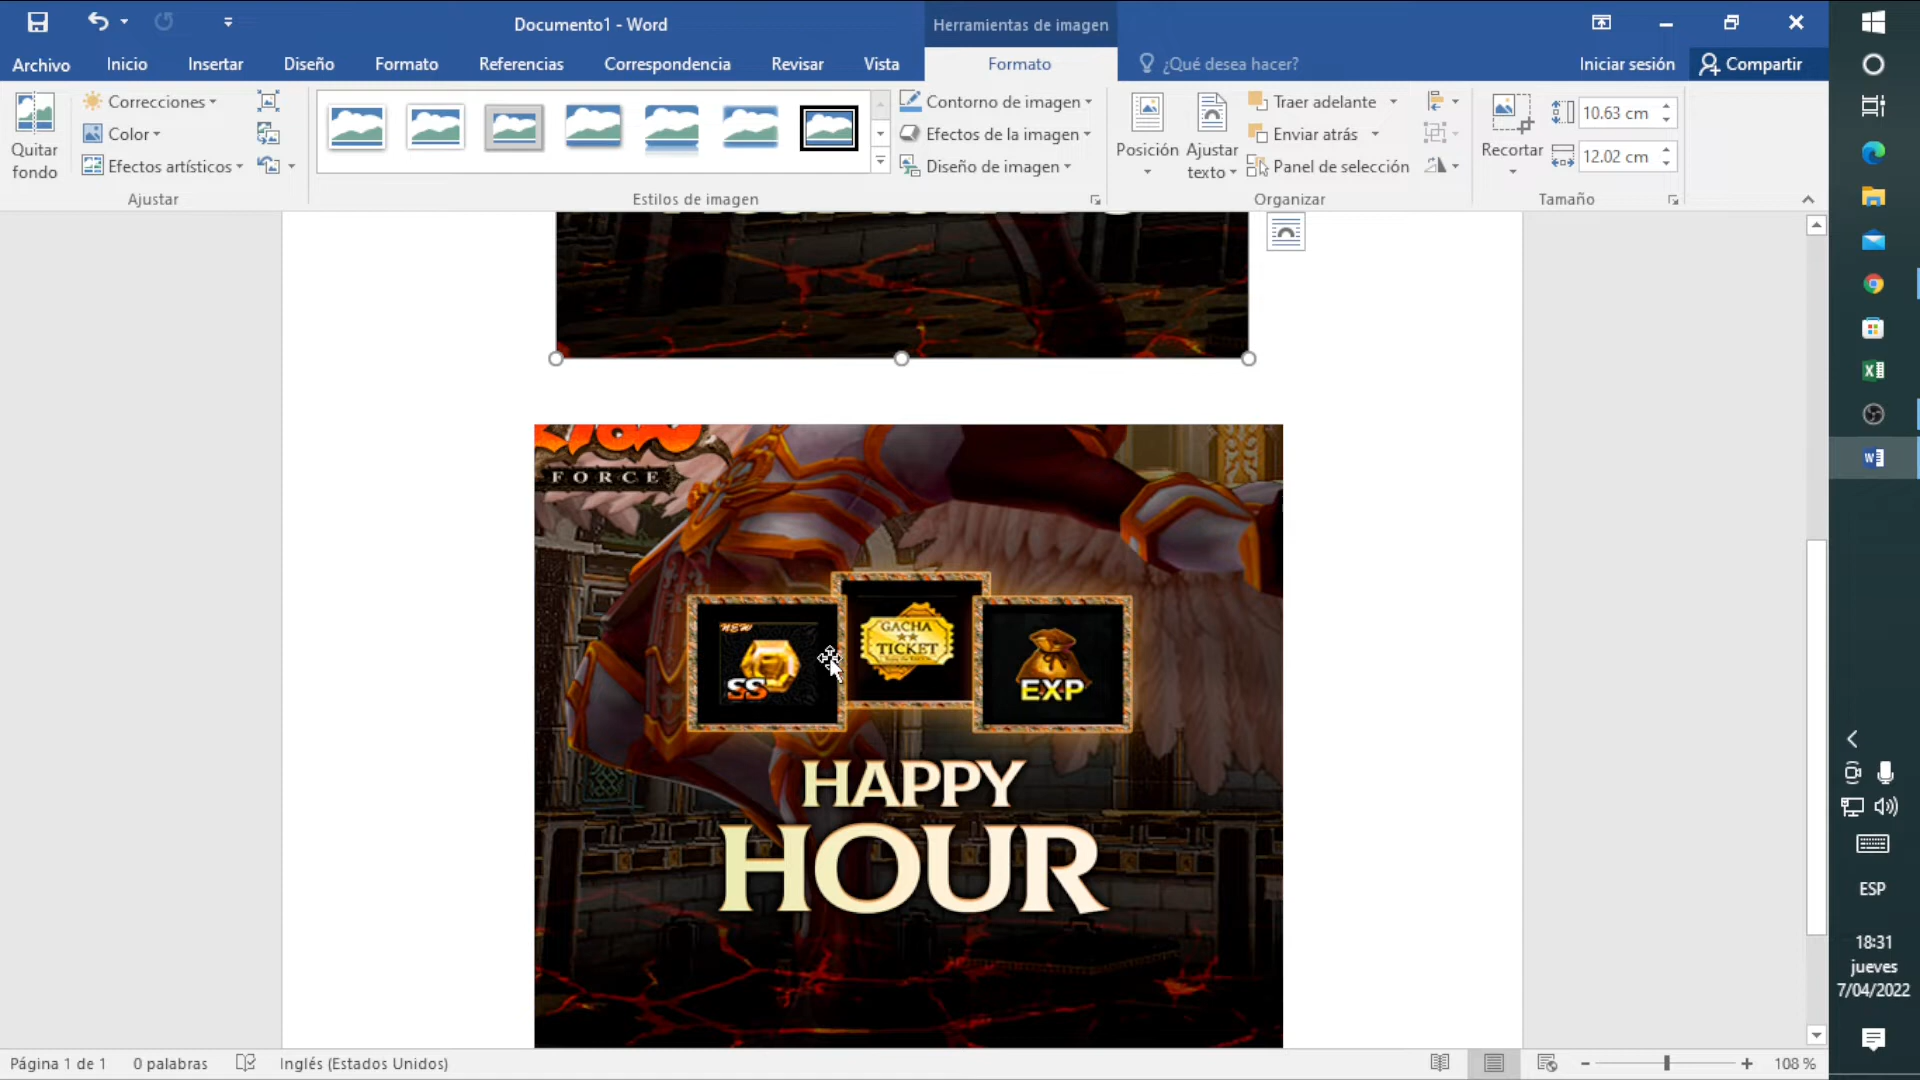 Documento1 - Word
Herramientas de imagen
Archivo
Inicio
Insertar
Diseño
Formato
Referencias
Correspondencia
Revisar
Vista
Formato
¿Qué desea hacer?
Iniciar sesión
Compartir
Quitar
fondo
Correcciones
Color
Efectos artísticos
Ajustar
Estilos de imagen
Contorno de imagen
Efectos de la imagen
Diseño de imagen
Posición
Ajustar
texto
Traer adelante
Enviar atrás
Panel de selección
Organizar
Recortar
10.63 cm
12.02 cm
Tamaño
FORCE
NEW
SS
GACHA
TICKET
EXP
HAPPY
HOUR
ESP
18:31
jueves
7/04/2022
Página 1 de 1
0 palabras
Inglés (Estados Unidos)
108 %